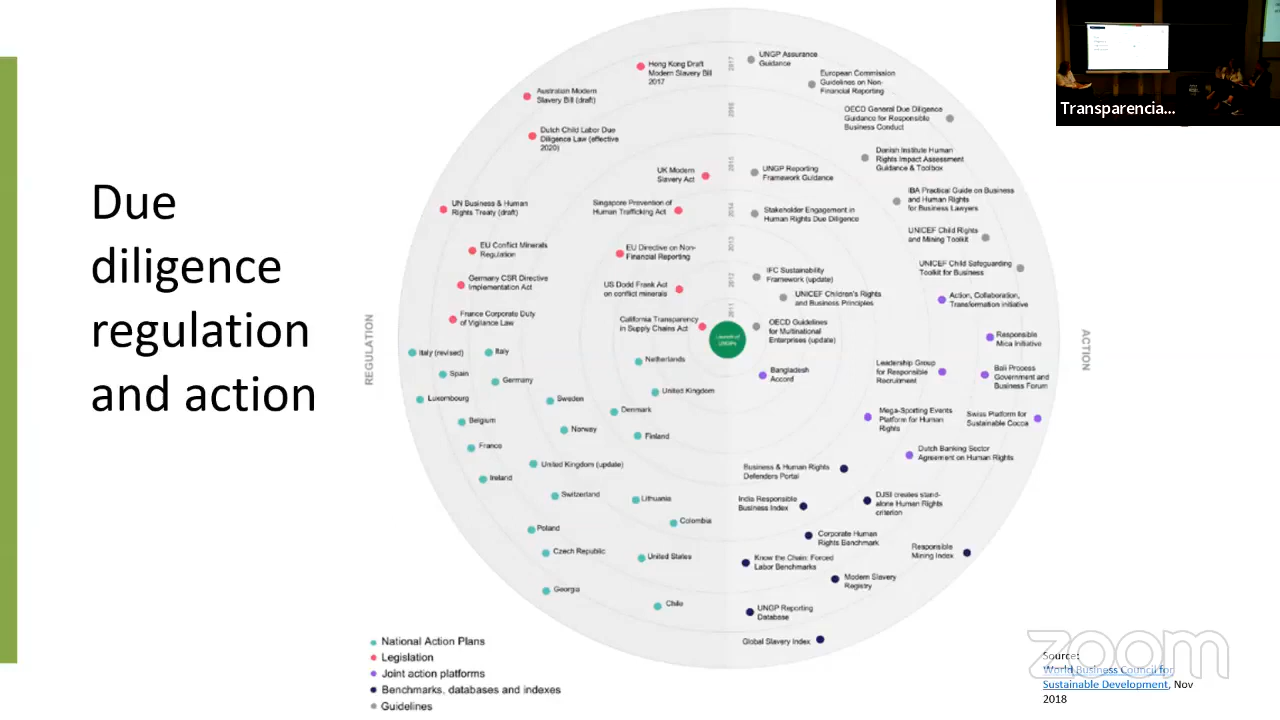 Due
diligence
regulation
and action
REGULATION
ACTION
2017
2016
2015
2014
2013
2012
2011
Launch of
UNGPs
Hong Kong Draft
Modern Slavery Bill
2017
Australian Modern
Slavery Bill (draft)
Dutch Child Labor Due
Diligence Law (effective
2020)
UK Modern
Slavery Act
UN Business & Human
Rights Treaty (draft)
Singapore Prevention of
Human Trafficking Act
EU Conflict Minerals
Regulation
EU Directive on Non-
Financial Reporting
Germany CSR Directive
Implementation Act
US Dodd Frank Act
on conflict minerals
France Corporate Duty
of Vigilance Law
California Transparency
in Supply Chains Act
UNGP Assurance
Guidance
European Commission
Guidelines on Non-
Financial Reporting
OECD General Due Diligence
Guidance for Responsible
Business Conduct
Danish Institute Human
Rights Impact Assessment
Guidance & Toolbox
UNGP Reporting
Framework Guidance
IBA Practical Guide on Business
and Human Rights
for Business Lawyers
Stakeholder Engagement in
Human Rights Due Diligence
UNICEF Child Rights
and Mining Toolkit
UNICEF Child Safeguarding
Toolkit for Business
IFC Sustainability
Framework (update)
UNICEF Children's Rights
and Business Principles
OECD Guidelines
for Multinational
Enterprises (update)
Action, Collaboration,
Transformation initiative
Responsible
Mica Initiative
Leadership Group
for Responsible
Recruitment
Bali Process
Government and
Business Forum
Bangladesh
Accord
Mega-Sporting Events
Platform for Human
Rights
Swiss Platform for
Sustainable Cocoa
Dutch Banking Sector
Agreement on Human Rights
Italy (revised)
Italy
Netherlands
Spain
Germany
United Kingdom
Luxembourg
Sweden
Denmark
Belgium
Norway
Finland
France
United Kingdom (update)
Ireland
Switzerland
Lithuania
Colombia
Poland
Czech Republic
United States
Georgia
Chile
Business & Human Rights
Defenders Portal
India Responsible
Business Index
DJSI creates stand-
alone Human Rights
criterion
Corporate Human
Rights Benchmark
Responsible
Mining Index
Know the Chain: Forced
Labor Benchmarks
Modern Slavery
Registry
UNGP Reporting
Database
Global Slavery Index
National Action Plans
Legislation
Joint action platforms
Benchmarks, databases and indexes
Guidelines
Transparencia...
zoom
Source:
World Business Council for
Sustainable Development, Nov
2018